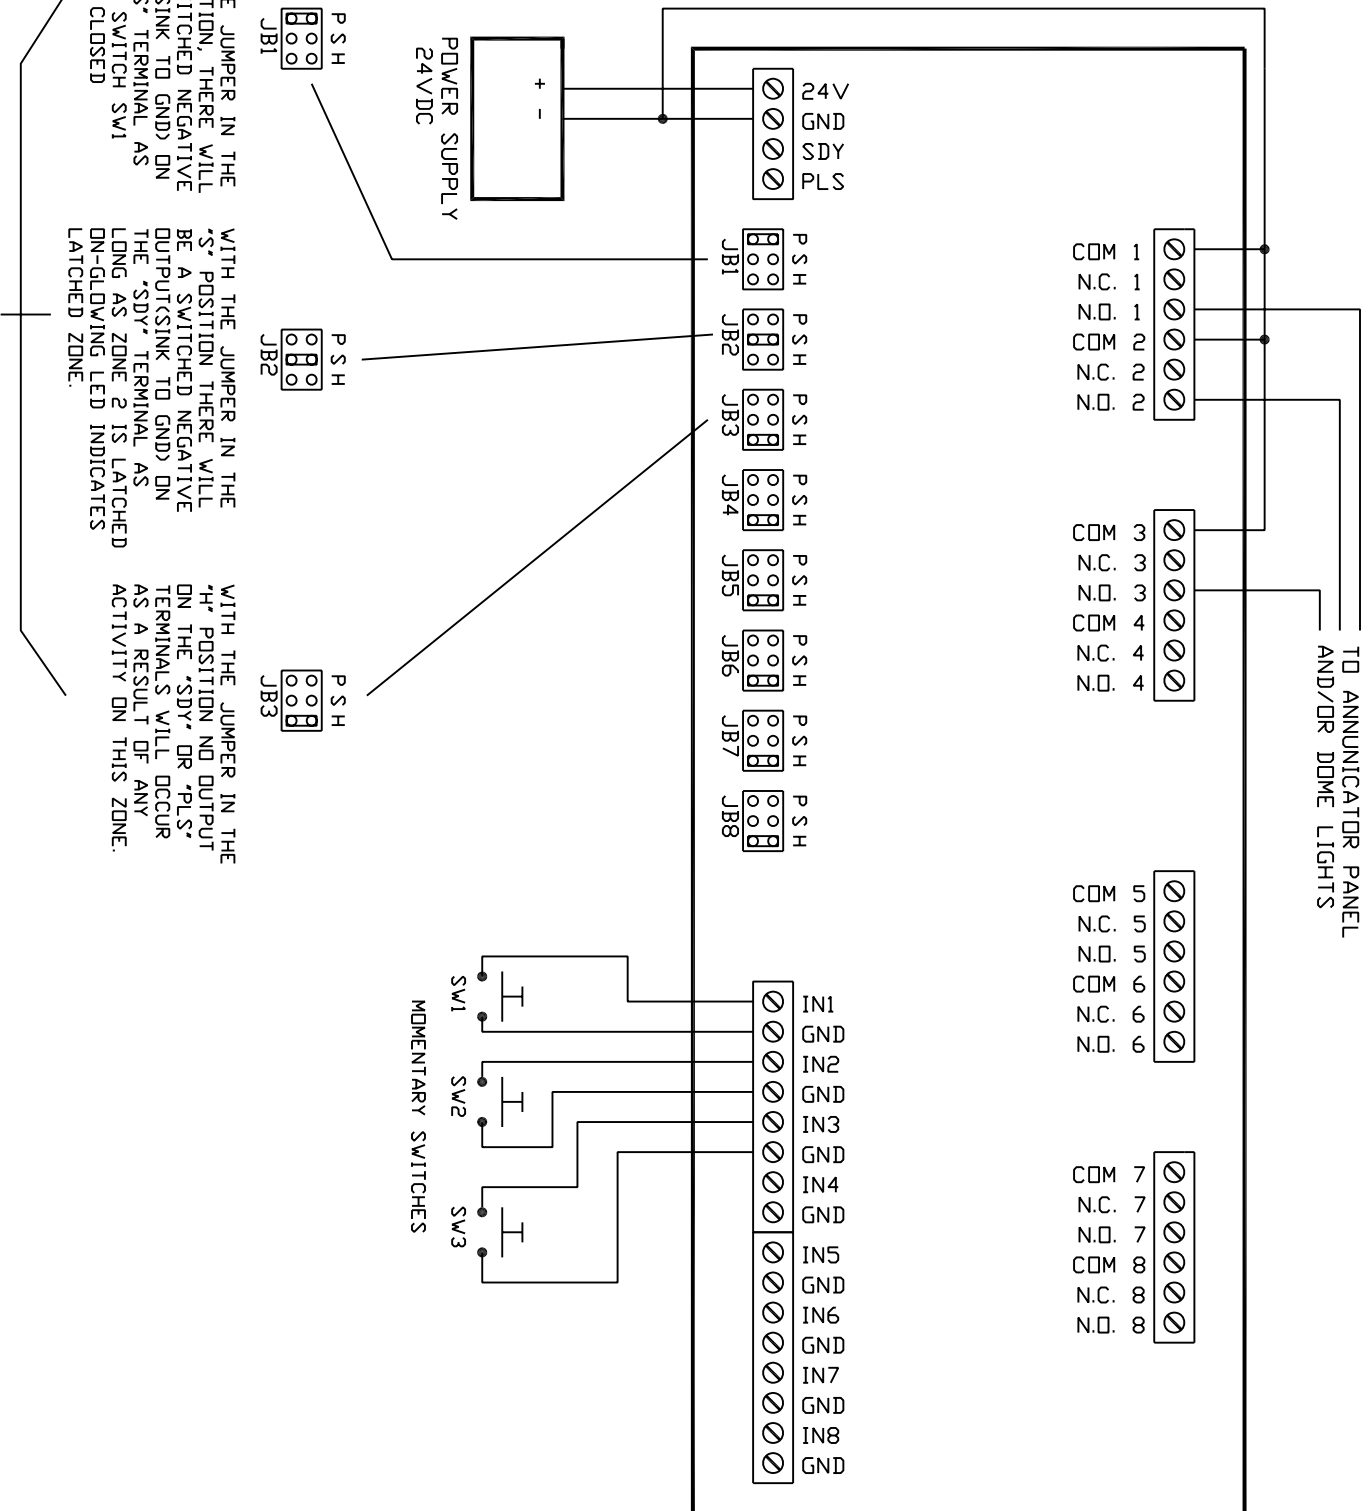 E JUMPER IN THE
TION, THERE WILL
ITCHED NEGATIVE
SINK TO GND) ON
S" TERMINAL AS
SWITCH SW1
CLOSED
P S H
JB1
POWER SUPPLY
24VDC
+ -
24V
GND
SDY
PLS
WITH THE JUMPER IN THE
"S" POSITION THERE WILL
BE A SWITCHED NEGATIVE
OUTPUT(SINK TO GND) ON
THE "SDY" TERMINAL AS
LONG AS ZONE 2 IS LATCHED
ON-GLOWING LED INDICATES
LATCHED ZONE.
P S H
JB2
WITH THE JUMPER IN THE
"H" POSITION NO OUTPUT
ON THE "SDY" OR "PLS"
TERMINALS WILL OCCUR
AS A RESULT OF ANY
ACTIVITY ON THIS ZONE.
P S H
JB3
P S H
JB1
P S H
JB2
P S H
JB3
P S H
JB4
P S H
JB5
P S H
JB6
P S H
JB7
P S H
JB8
COM 1
N.C. 1
N.O. 1
COM 2
N.C. 2
N.O. 2
COM 3
N.C. 3
N.O. 3
COM 4
N.C. 4
N.O. 4
TO ANNUNICATOR PANEL
AND/OR DOME LIGHTS
COM 5
N.C. 5
N.O. 5
COM 6
N.C. 6
N.O. 6
COM 7
N.C. 7
N.O. 7
COM 8
N.C. 8
N.O. 8
SW1
SW2
SW3
MOMENTARY SWITCHES
IN1
GND
IN2
GND
IN3
GND
IN4
GND
IN5
GND
IN6
GND
IN7
GND
IN8
GND